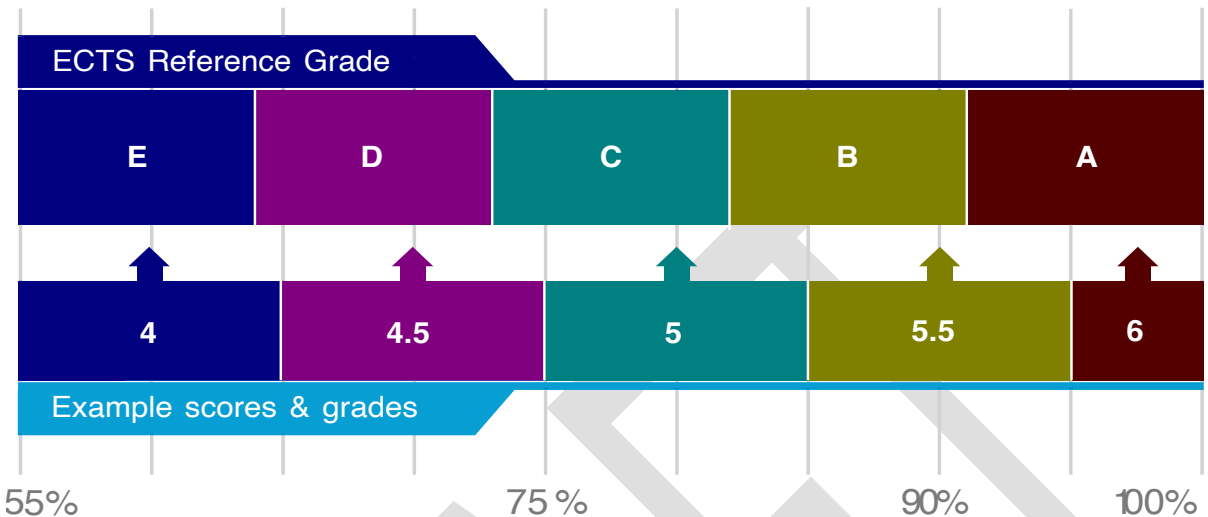 ECTS Reference Grade
E D C B A
4 4.5 5 5.5 6
Example scores & grades
55% 75% 90% 100%